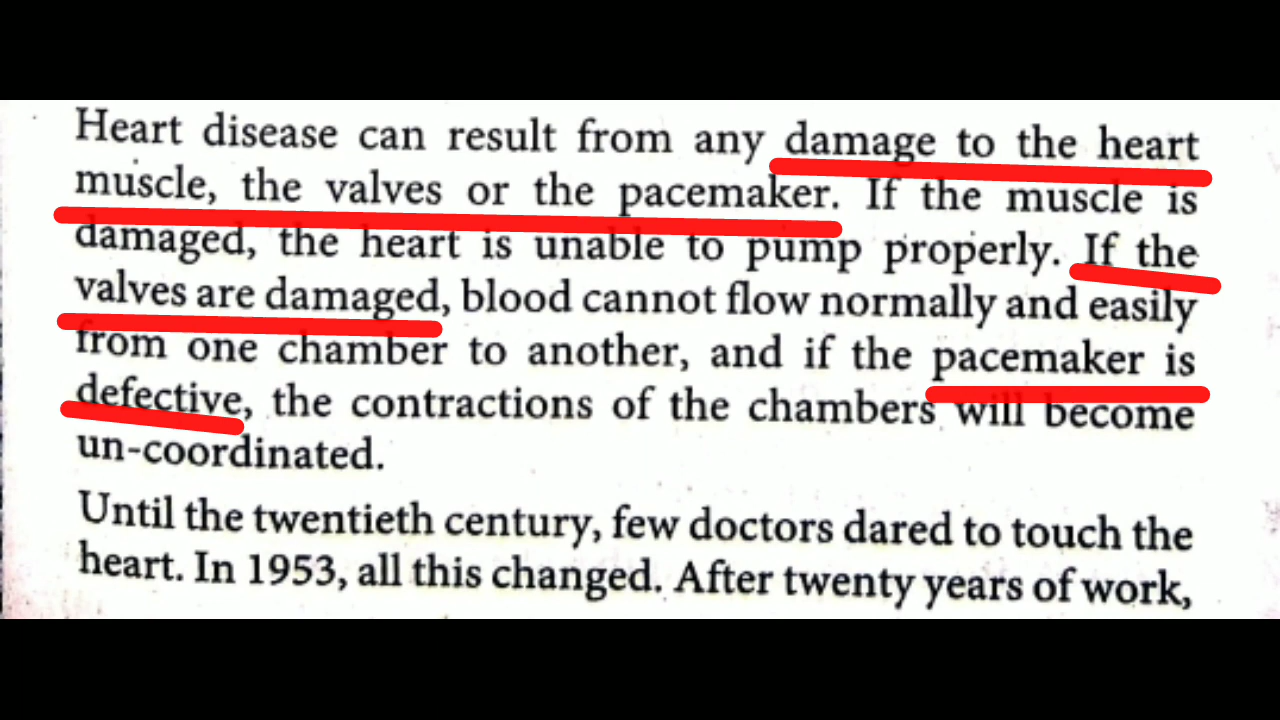 Heart disease can result from any damage to the heart
muscle, the valves or the pacemaker. If the muscle is
damaged, the heart is unable to pump properly. If the
valves are damaged, blood cannot flow normally and easily
from one chamber to another, and if the pacemaker is
defective, the contractions of the chambers will become
un-coordinated.
Until the twentieth century, few doctors dared to touch the
heart. In 1953, all this changed. After twenty years of work,